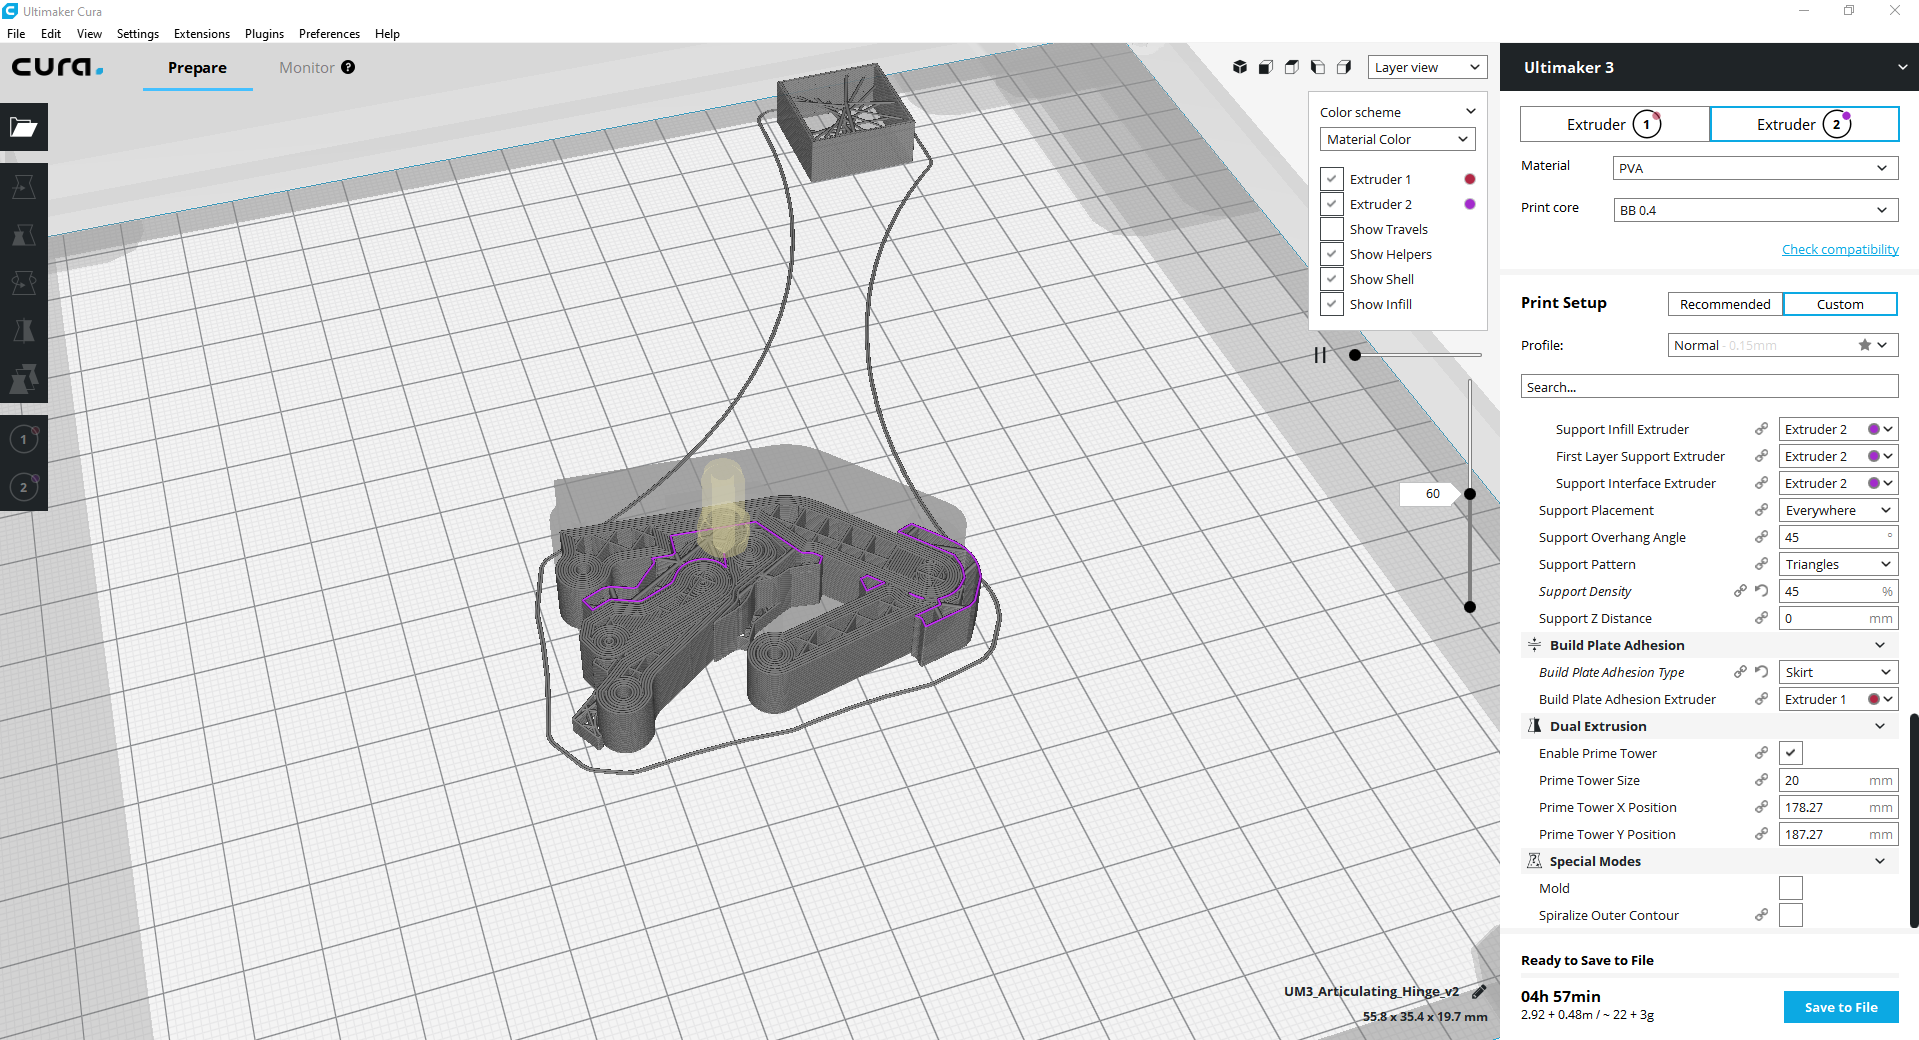 Ultimaker Cura
File Edit View Settings Extensions Plugins Preferences Help
cura.
Prepare
Monitor ?
Layer view
Color scheme
Material Color
Extruder 1
Extruder 2
Show Travels
Show Helpers
Show Shell
Show Infill
60
1
2
UM3_Articulating_Hinge_v2
55.8 x 35.4 x 19.7 mm
Ultimaker 3
Extruder 1
Extruder 2
Material PVA
Print core BB 0.4
Check compatibility
Print Setup Recommended Custom
Profile: Normal - 0.15mm
Search...
Support Infill Extruder Extruder 2
First Layer Support Extruder Extruder 2
Support Interface Extruder Extruder 2
Support Placement Everywhere
Support Overhang Angle 45 °
Support Pattern Triangles
Support Density 45 %
Support Z Distance 0 mm
Build Plate Adhesion
Build Plate Adhesion Type Skirt
Build Plate Adhesion Extruder Extruder 1
Dual Extrusion
Enable Prime Tower
Prime Tower Size 20 mm
Prime Tower X Position 178.27 mm
Prime Tower Y Position 187.27 mm
Special Modes
Mold
Spiralize Outer Contour
Ready to Save to File
04h 57min
2.92 + 0.48m / ~ 22 + 3g
Save to File